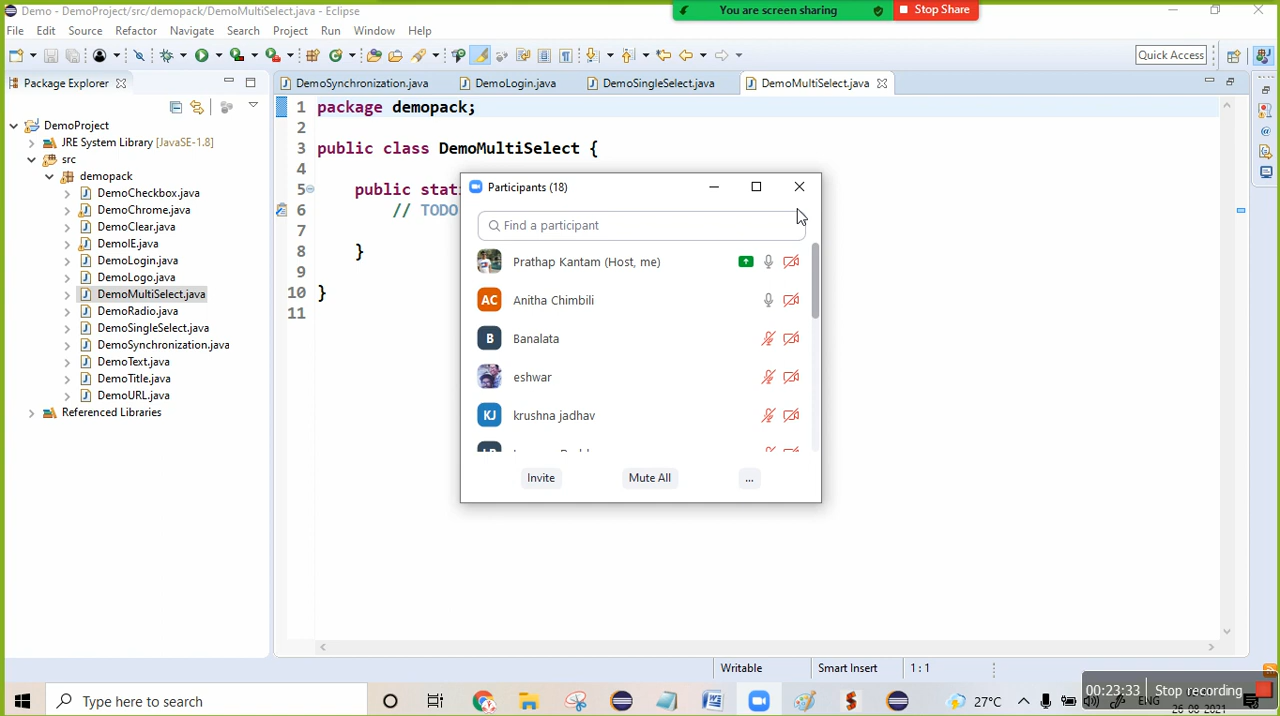 Demo - DemoProject/src/demopack/DemoMultiSelect.java - Eclipse
You are screen sharing
Stop Share
File Edit Source Refactor Navigate Search Project Run Window Help
Quick Access
Package Explorer
DemoSynchronization.java
DemoLogin.java
DemoSingleSelect.java
DemoMultiSelect.java
DemoProject
JRE System Library [JavaSE-1.8]
src
demopack
DemoCheckbox.java
DemoChrome.java
DemoClear.java
DemoIE.java
DemoLogin.java
DemoLogo.java
DemoMultiSelect.java
DemoRadio.java
DemoSingleSelect.java
DemoSynchronization.java
DemoText.java
DemoTitle.java
DemoURL.java
Referenced Libraries
1 package demopack;
2
3 public class DemoMultiSelect {
4
5 public stati
6 // TODO
7
8 }
9
10 }
11
Participants (18)
Find a participant
Prathap Kantam (Host, me)
AC Anitha Chimbili
B Banalata
eshwar
KJ krushna jadhav
Invite
Mute All
...
Writable
Smart Insert
1 : 1
00:23:33
Stop recording
Type here to search
27°C
ENG
26-08-2021